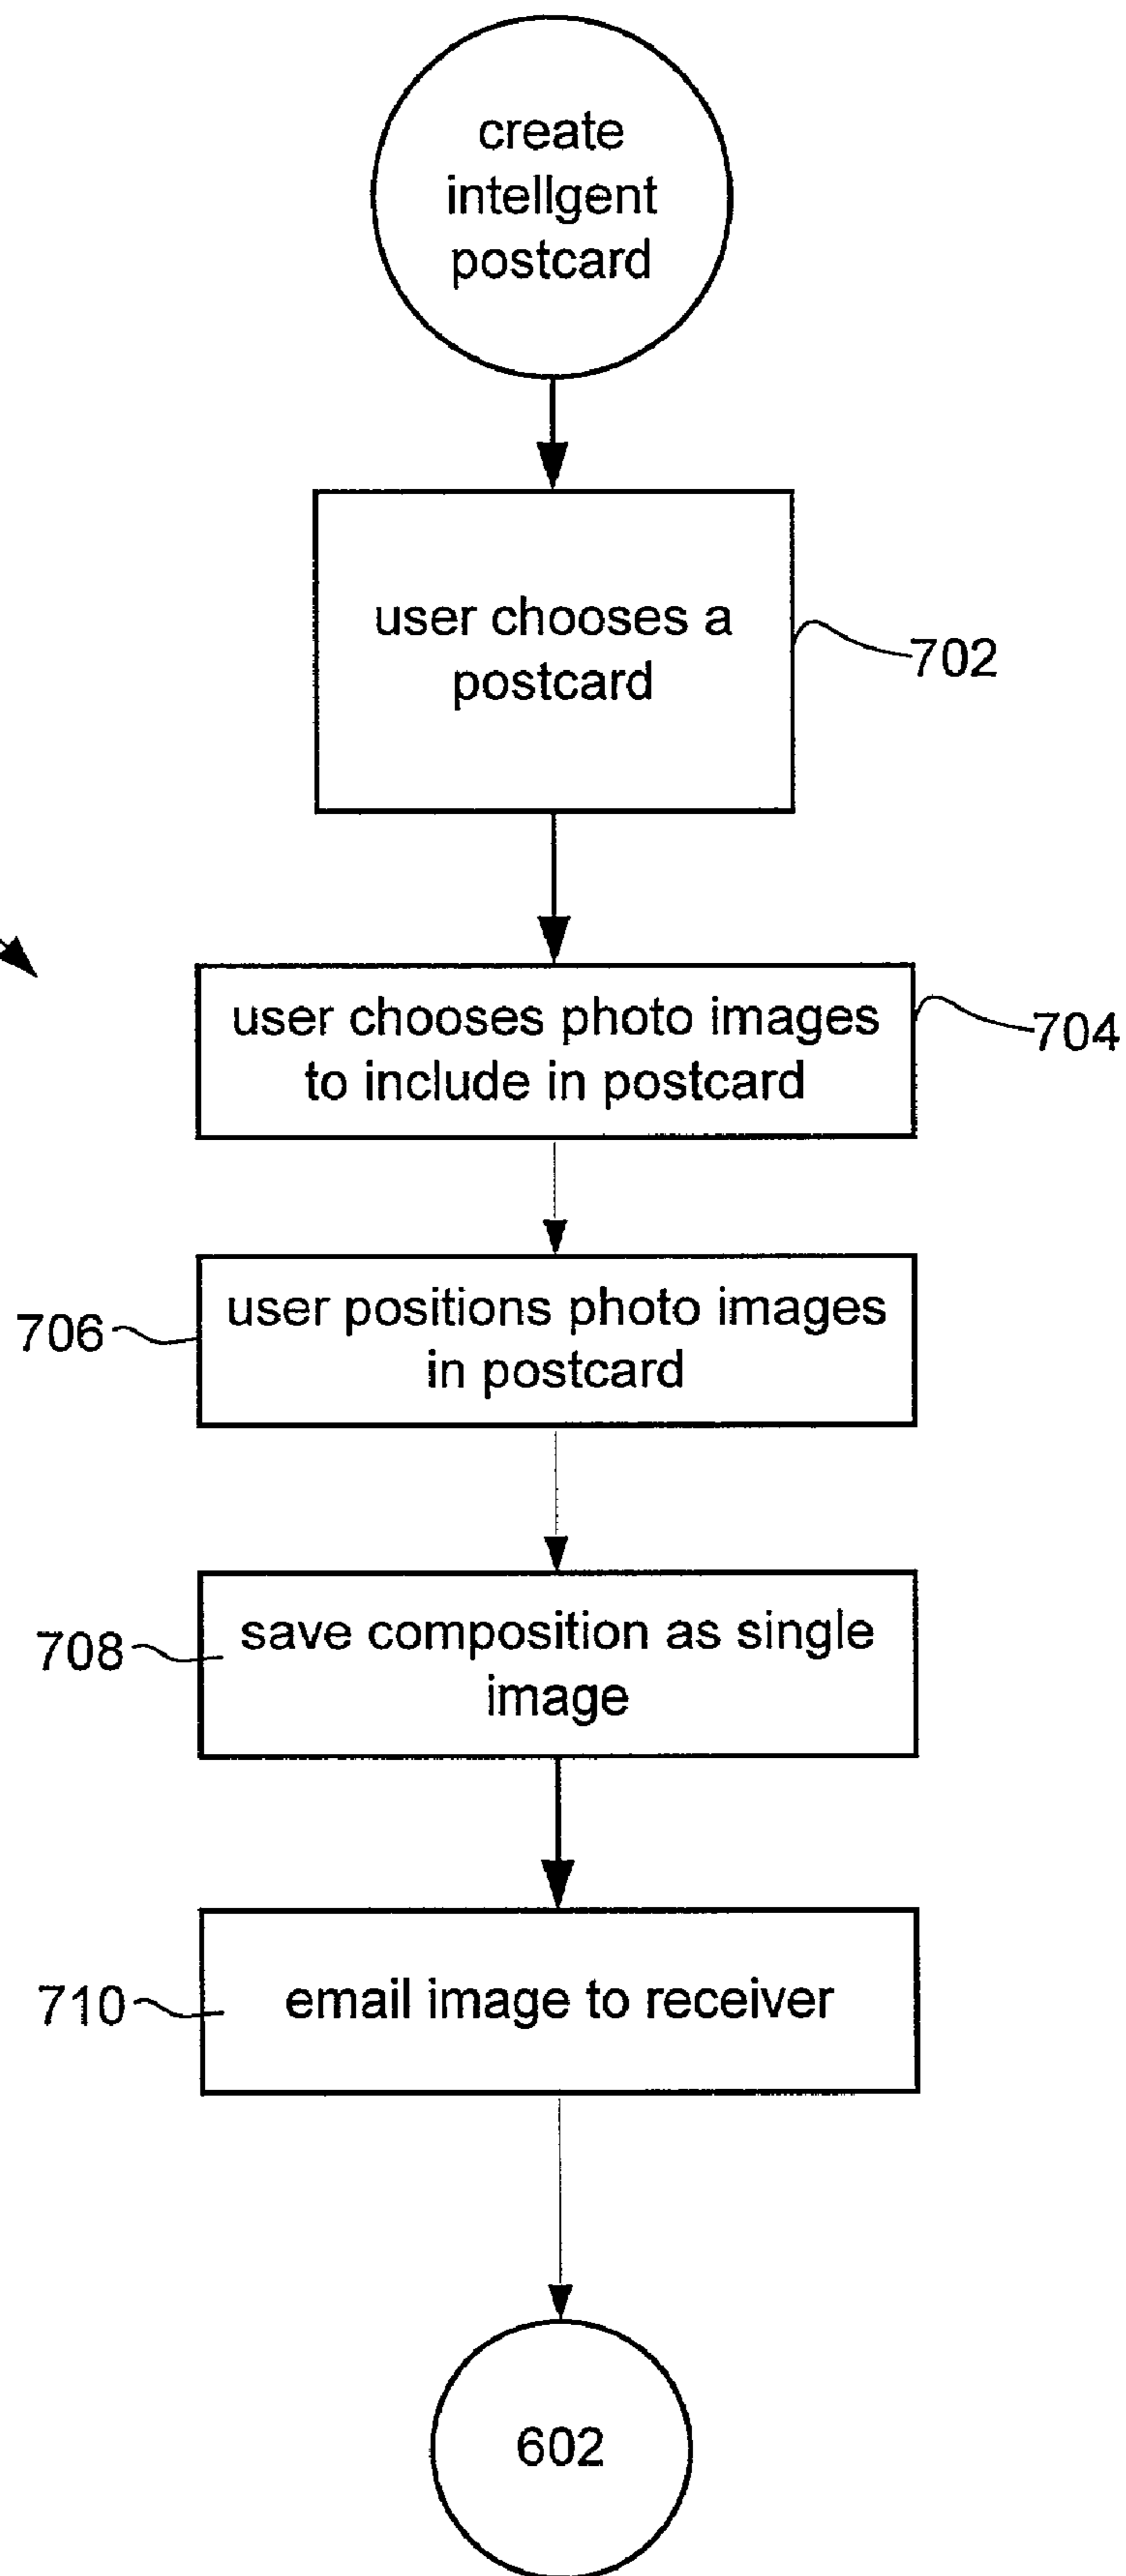 create
intellgent
postcard
user chooses a
postcard
702
user chooses photo images
to include in postcard
704
706
user positions photo images
in postcard
708
save composition as single
image
710
email image to receiver
602